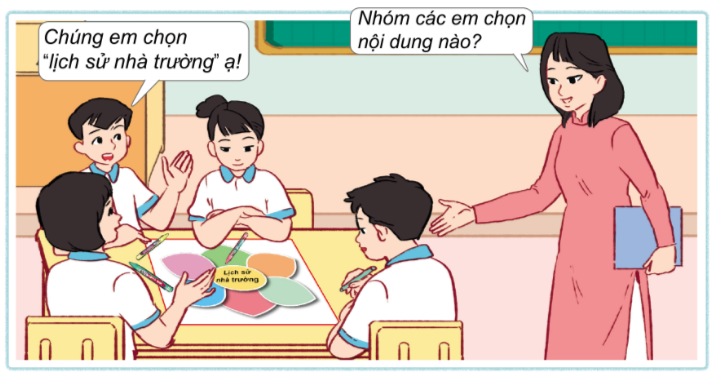 Chúng em chọn
“lịch sử nhà trường” ạ!
Nhóm các em chọn
nội dung nào?
Lịch sử
nhà trường